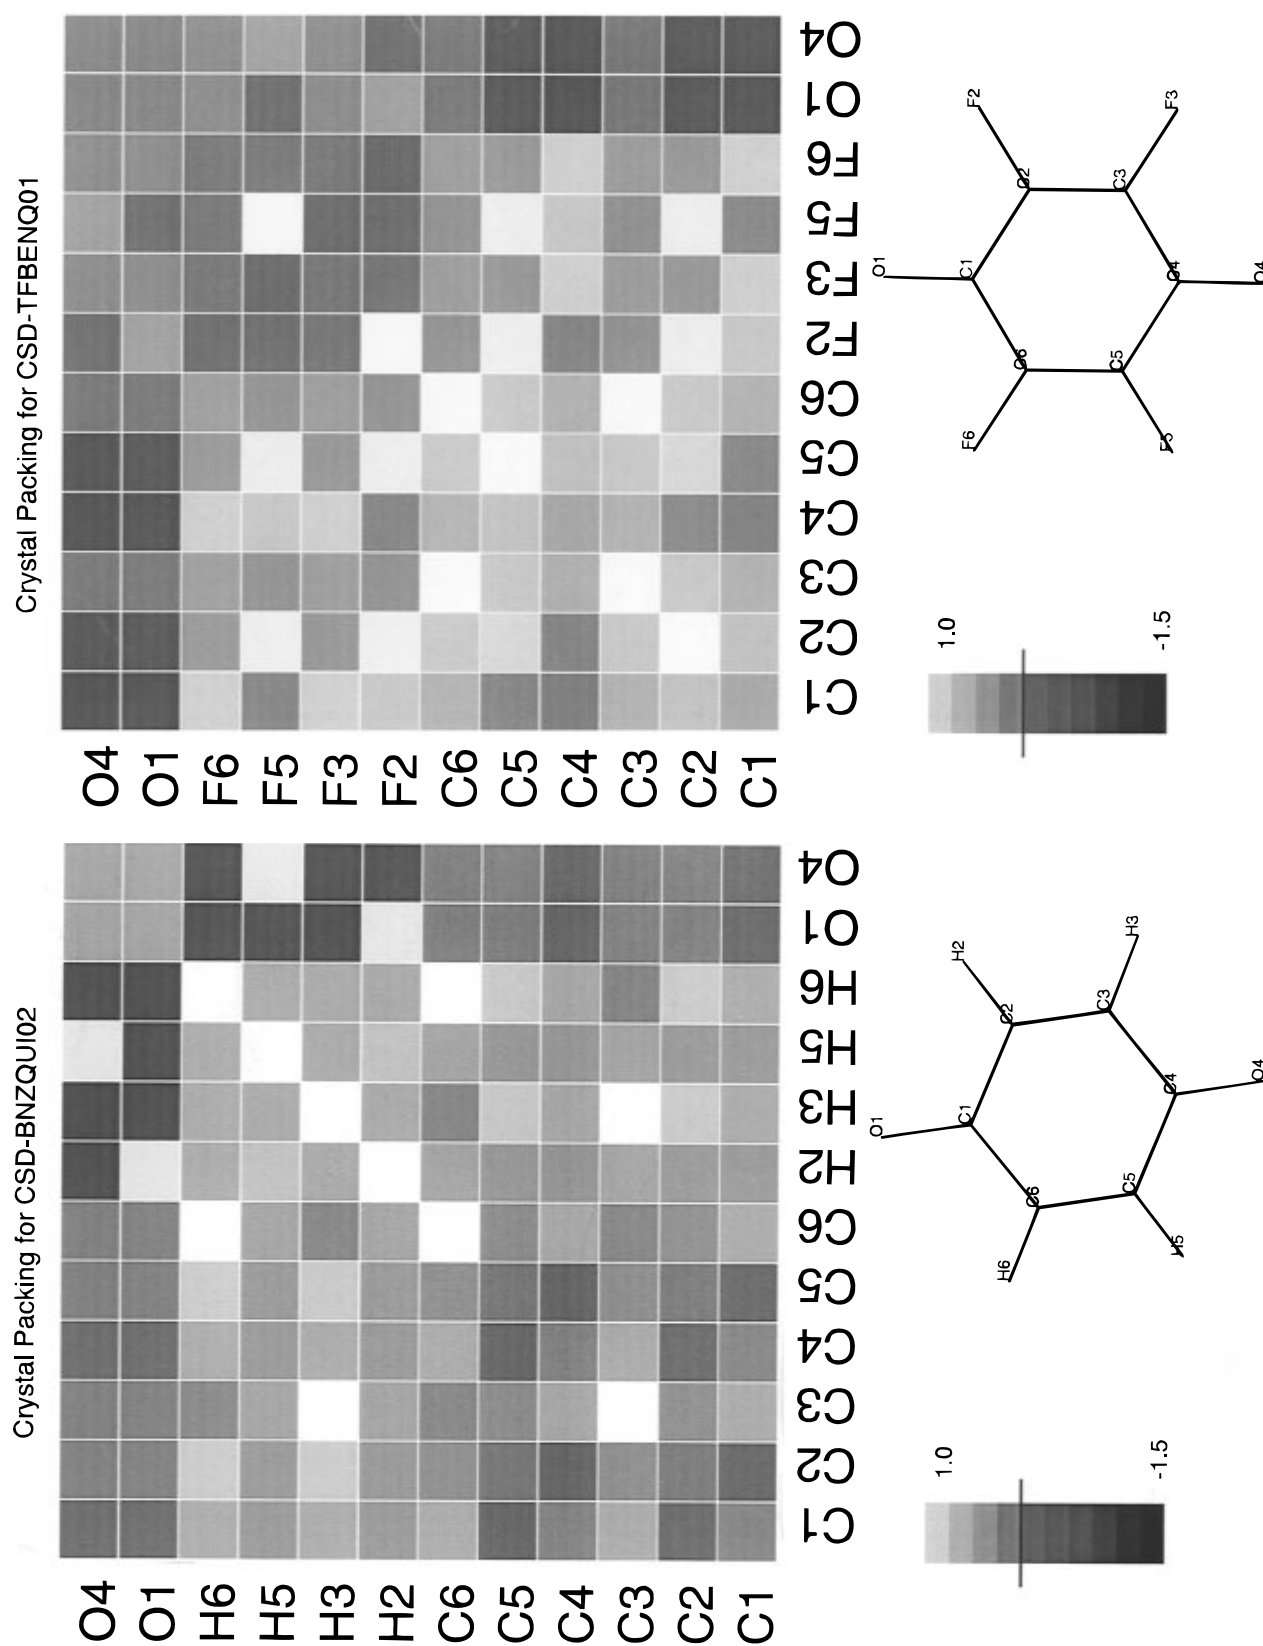 Crystal Packing for CSD-TFBENQ01
O4
O1
F6
F5
F3
F2
C6
C5
C4
C3
C2
C1
O4
O1
F6
F5
F3
F2
C6
C5
C4
C3
C2
C1
F2
F3
C2
C3
O1
C1
C4
O4
C6
C5
F6
F5
1.0
-1.5
Crystal Packing for CSD-BNZQUI02
O4
O1
H6
H5
H3
H2
C6
C5
C4
C3
C2
C1
O4
O1
H6
H5
H3
H2
C6
C5
C4
C3
C2
C1
H2
H3
C2
C3
O1
C1
C4
O4
C6
C5
H6
H5
1.0
-1.5